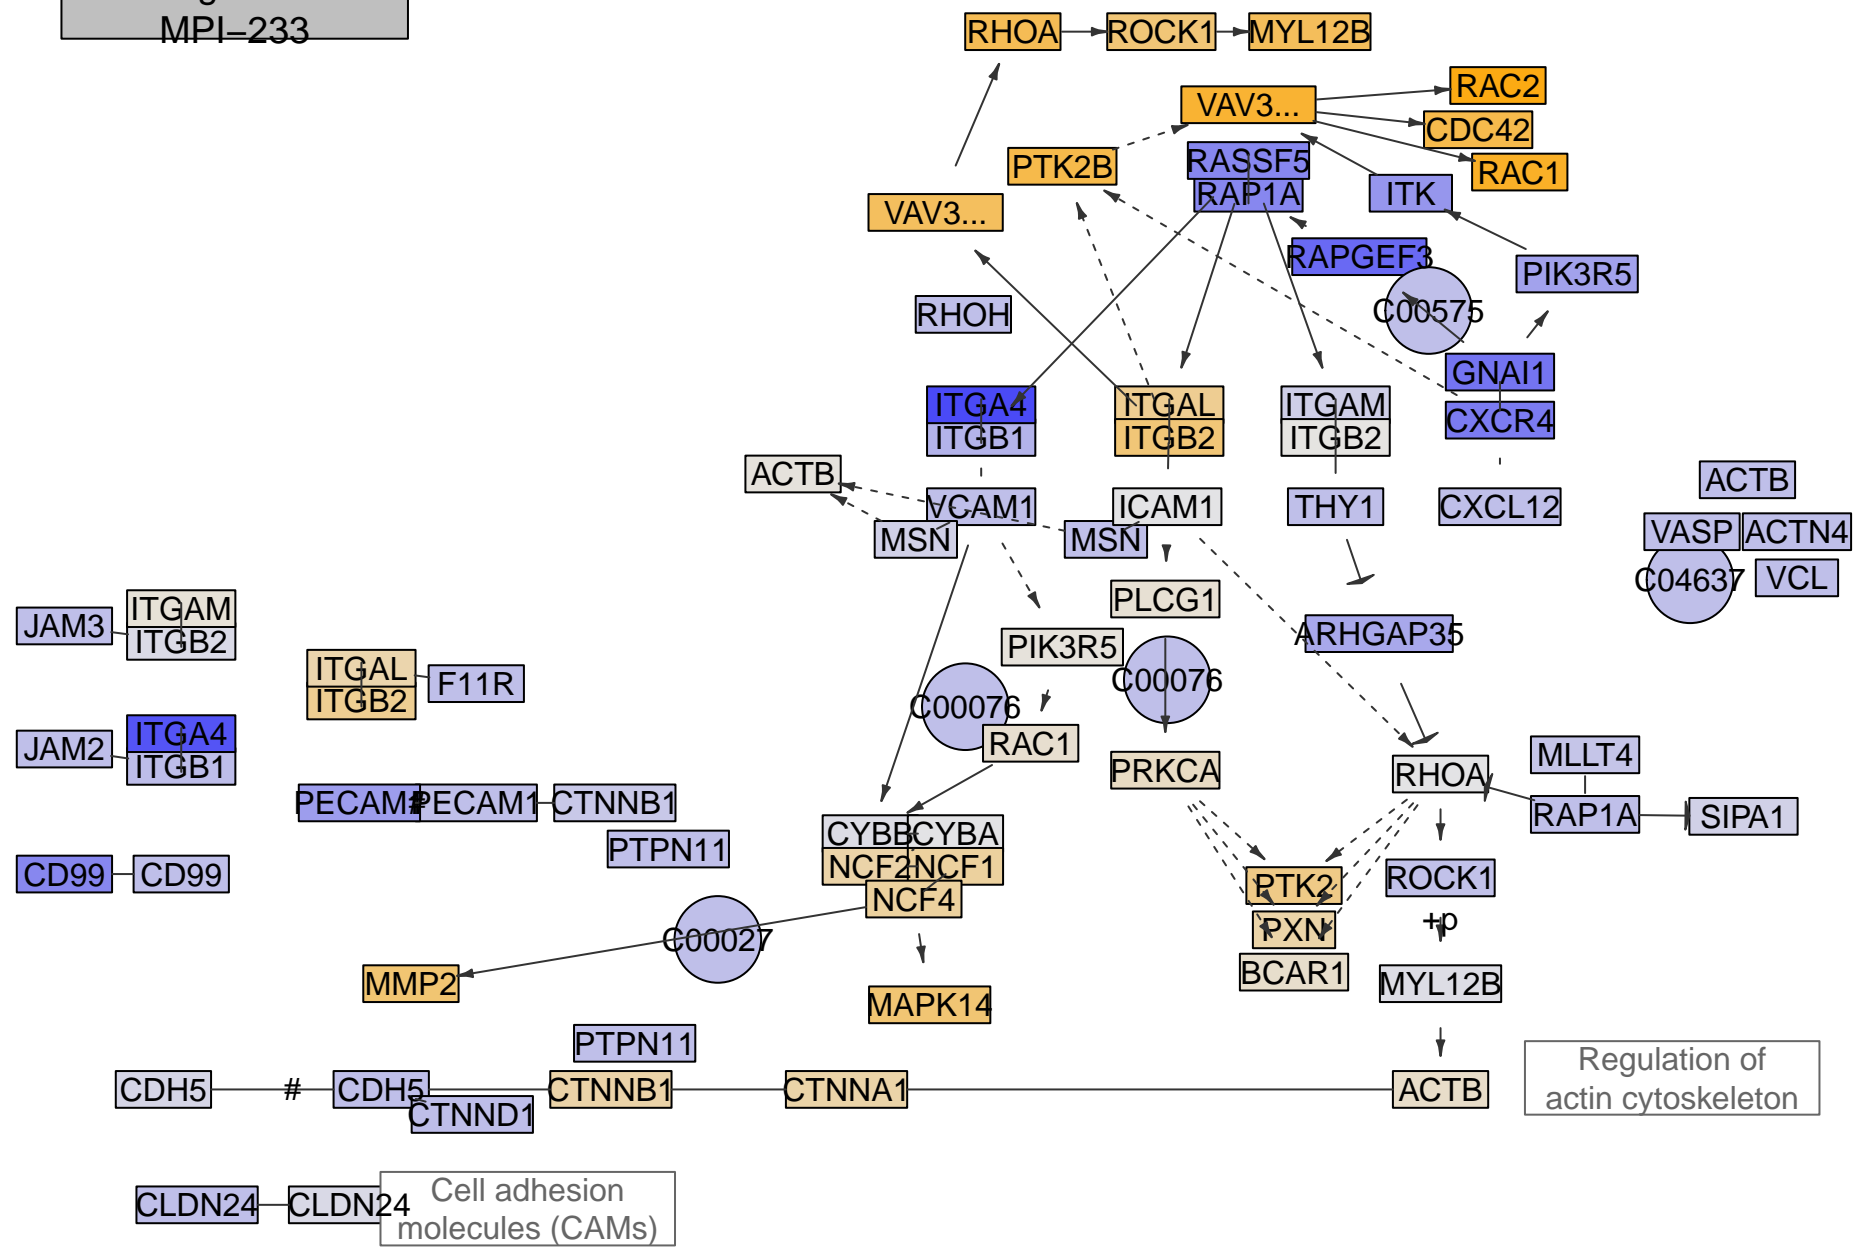 MPI−233
RHOA
ROCK1
MYL12B
RAC2
VAV3...
CDC42
RASSF5
PTK2B
RAC1
RAP1A
ITK
VAV3...
RAPGEF3
PIK3R5
RHOH
C00575
GNAI1
ITGA4
ITGAL
ITGAM
CXCR4
ITGB1
ITGB2
ITGB2
ACTB
ACTB
VCAM1
ICAM1
THY1
CXCL12
MSN
MSN
VASP
ACTN4
C04637
VCL
PLCG1
ITGAM
JAM3
ITGB2
PIK3R5
ARHGAP35
ITGAL
F11R
C00076
ITGB2
C00076
ITGA4
JAM2
ITGB1
RAC1
PRKCA
RHOA
MLLT4
PECAM1
#
PECAM1
CTNNB1
RAP1A
SIPA1
CYBB
CYBA
PTPN11
NCF2
NCF1
CD99
CD99
PTK2
ROCK1
NCF4
+p
PXN
C00027
BCAR1
MMP2
MYL12B
MAPK14
PTPN11
CDH5
#
CDH5
CTNNB1
CTNNA1
ACTB
Regulation of
actin cytoskeleton
CTNND1
CLDN24
CLDN24
Cell adhesion
molecules (CAMs)